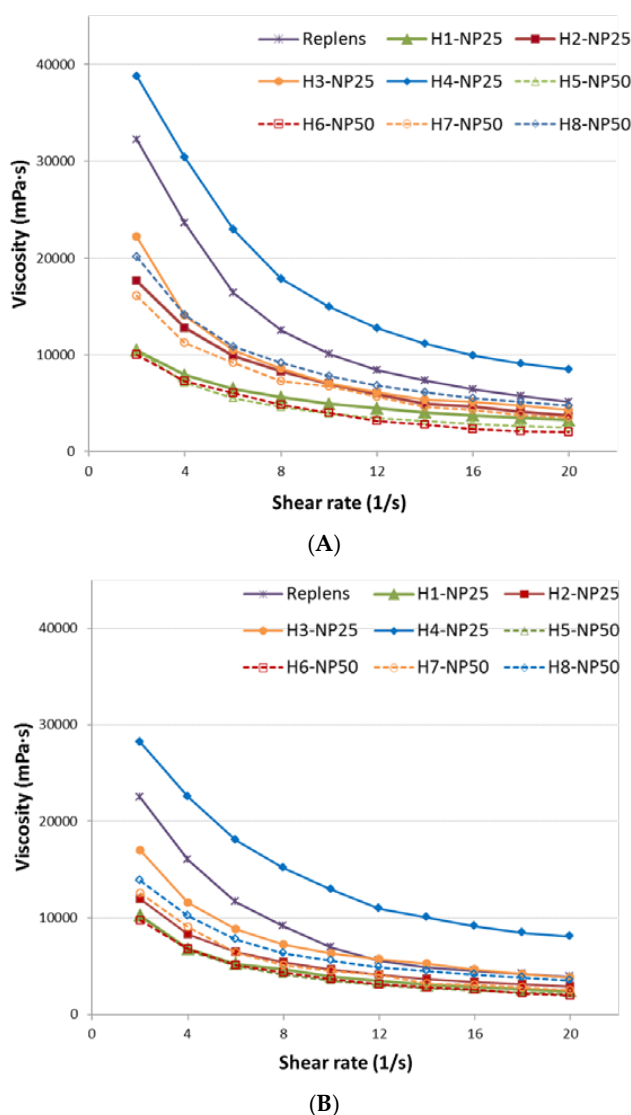 Replens H1-NP25 H2-NP25
H3-NP25 H4-NP25 H5-NP50
H6-NP50 H7-NP50 H8-NP50
40000
30000
20000
10000
0
Viscosity (mPa·s)
0 4 8 12 16 20
Shear rate (1/s)
(A)
Replens H1-NP25 H2-NP25
H3-NP25 H4-NP25 H5-NP50
H6-NP50 H7-NP50 H8-NP50
40000
30000
20000
10000
0
Viscosity (mPa·s)
0 4 8 12 16 20
Shear rate (1/s)
(B)